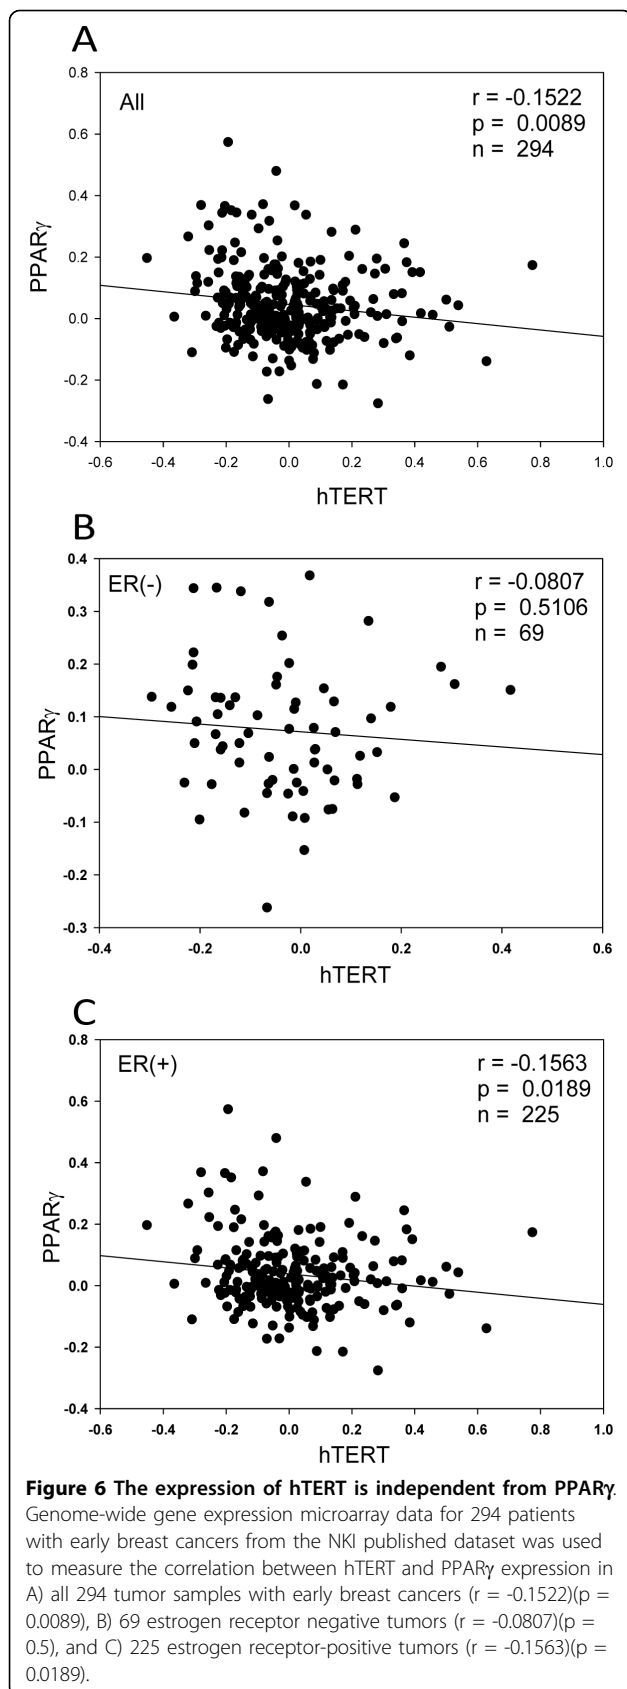 A
All
r = -0.1522
p = 0.0089
n = 294
0.8
0.6
0.4
0.2
0.0
-0.2
-0.4
PPARγ
-0.6 -0.4 -0.2 0.0 0.2 0.4 0.6 0.8 1.0
hTERT
B
ER(-)
r = -0.0807
p = 0.5106
n = 69
0.4
0.3
0.2
0.1
0.0
-0.1
-0.2
-0.3
PPARγ
-0.4 -0.2 0.0 0.2 0.4 0.6
hTERT
C
ER(+)
r = -0.1563
p = 0.0189
n = 225
0.8
0.6
0.4
0.2
0.0
-0.2
-0.4
PPARγ
-0.6 -0.4 -0.2 0.0 0.2 0.4 0.6 0.8 1.0
hTERT
Figure 6 The expression of hTERT is independent from PPARγ.
Genome-wide gene expression microarray data for 294 patients
with early breast cancers from the NKI published dataset was used
to measure the correlation between hTERT and PPARγ expression in
A) all 294 tumor samples with early breast cancers (r = -0.1522)(p =
0.0089), B) 69 estrogen receptor negative tumors (r = -0.0807)(p =
0.5), and C) 225 estrogen receptor-positive tumors (r = -0.1563)(p =
0.0189).